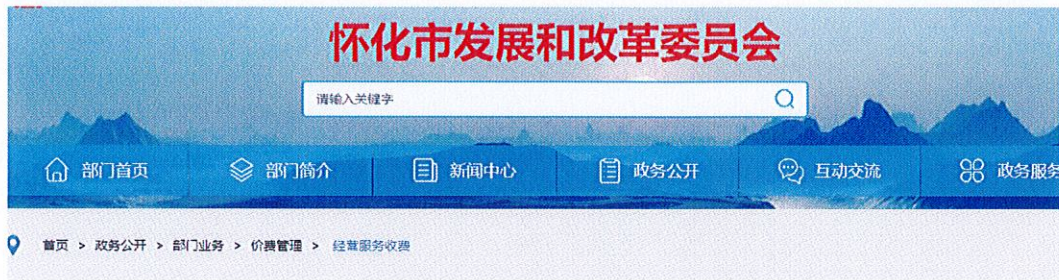 怀化市发展和改革委员会
请输入关键字
部门首页 部门简介 新闻中心 政务公开 互动交流 政务服务
首页 > 政务公开 > 部门业务 > 价费管理 > 经营服务收费